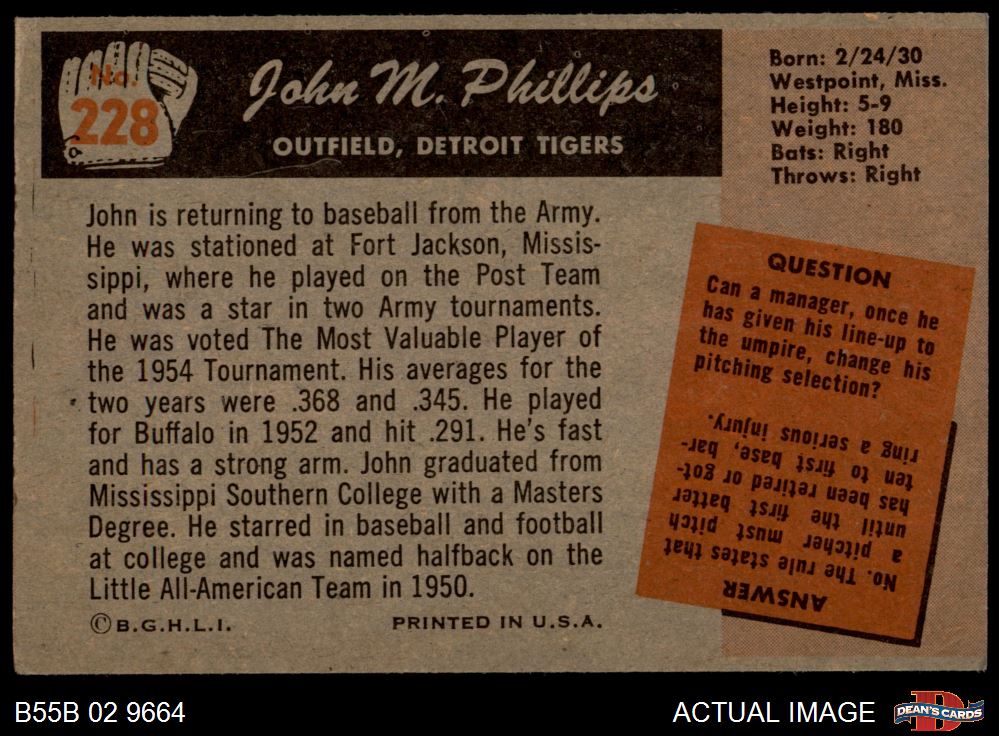 No.
228
John M. Phillips
OUTFIELD, DETROIT TIGERS
Born: 2/24/30
Westpoint, Miss.
Height: 5-9
Weight: 180
Bats: Right
Throws: Right
John is returning to baseball from the Army.
He was stationed at Fort Jackson, Missis-
sippi, where he played on the Post Team
and was a star in two Army tournaments.
He was voted The Most Valuable Player of
the 1954 Tournament. His averages for the
two years were .368 and .345. He played
for Buffalo in 1952 and hit .291. He's fast
and has a strong arm. John graduated from
Mississippi Southern College with a Masters
Degree. He starred in baseball and football
at college and was named halfback on the
Little All-American Team in 1950.
©B.G.H.L.I.
PRINTED IN U.S.A.
QUESTION
Can a manager, once he
has given his line-up to
the umpire, change his
pitching selection?
ANSWER
No. The rule states that
a pitcher must pitch
until the first batter
has been retired or got-
ten to first base, bar-
ring a serious injury.
B55B 02 9664
ACTUAL IMAGE
D
DEAN'S CARDS